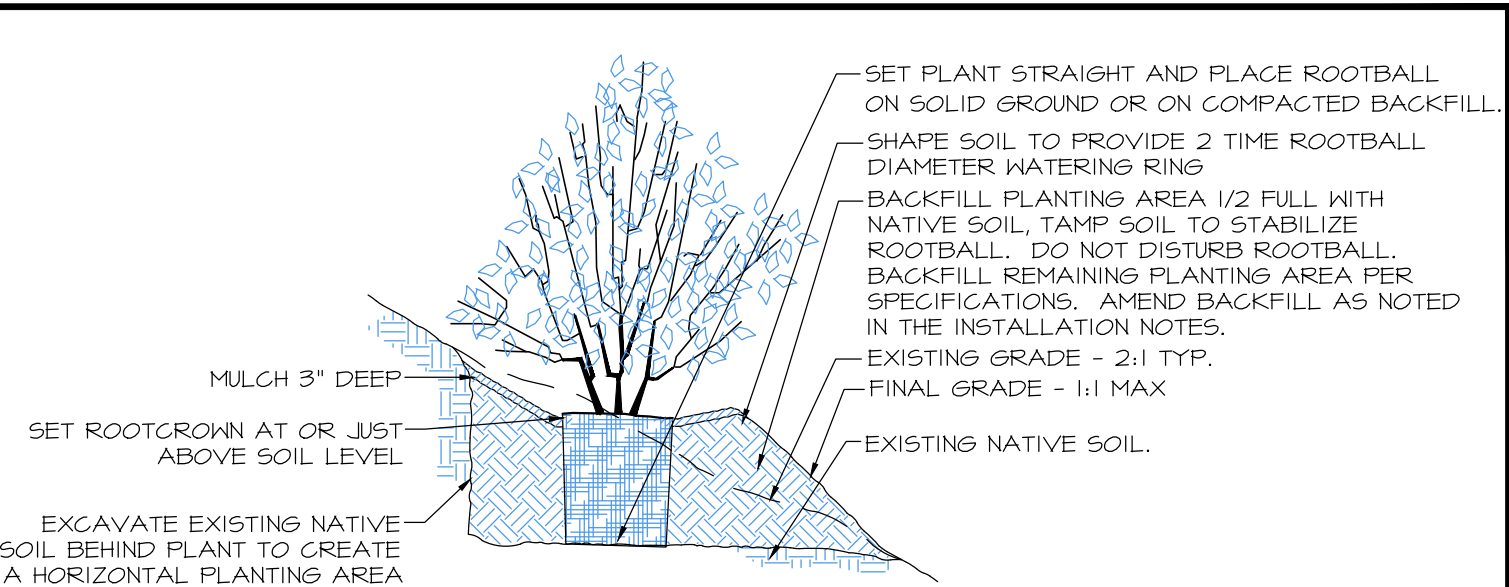 SET PLANT STRAIGHT AND PLACE ROOTBALL
ON SOLID GROUND OR ON COMPACTED BACKFILL.
SHAPE SOIL TO PROVIDE 2 TIME ROOTBALL
DIAMETER WATERING RING
BACKFILL PLANTING AREA 1/2 FULL WITH
NATIVE SOIL, TAMP SOIL TO STABILIZE
ROOTBALL. DO NOT DISTURB ROOTBALL.
BACKFILL REMAINING PLANTING AREA PER
SPECIFICATIONS. AMEND BACKFILL AS NOTED
IN THE INSTALLATION NOTES.
EXISTING GRADE - 2:1 TYP.
FINAL GRADE - 1:1 MAX
EXISTING NATIVE SOIL.
MULCH 3" DEEP
SET ROOTCROWN AT OR JUST
ABOVE SOIL LEVEL
EXCAVATE EXISTING NATIVE
SOIL BEHIND PLANT TO CREATE
A HORIZONTAL PLANTING AREA